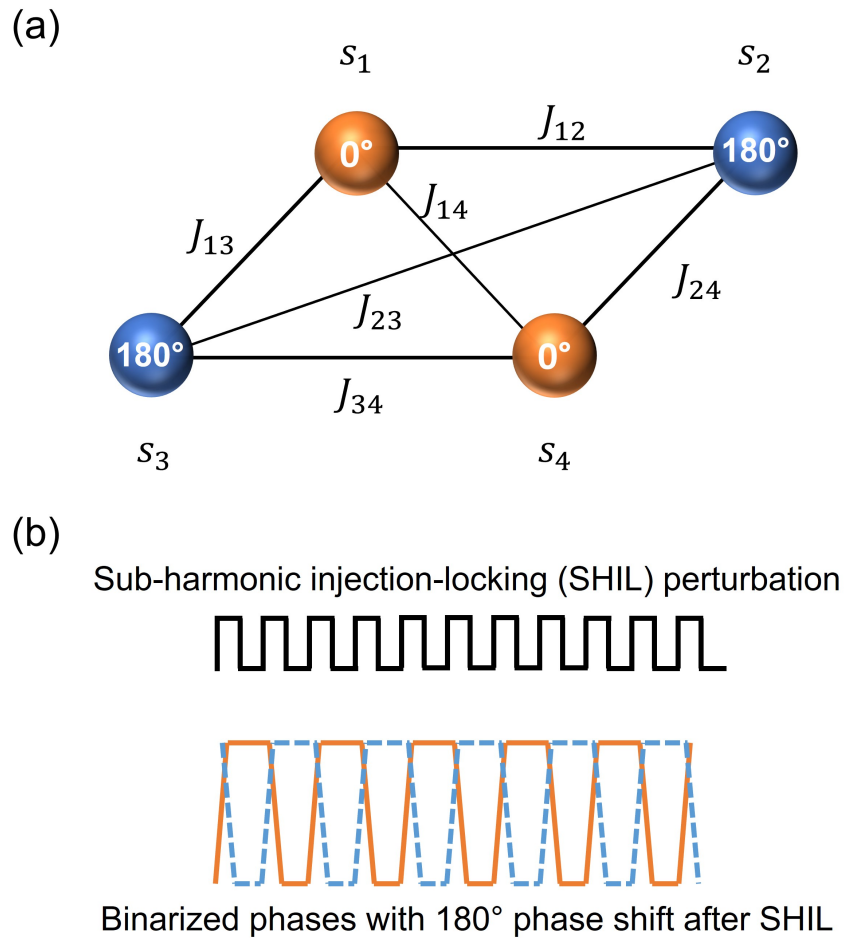 (a)
s₁
s₂
J₁₂
0°
180°
J₁₄
J₁₃
J₂₃
J₂₄
180°
0°
J₃₄
s₃
s₄
(b)
Sub-harmonic injection-locking (SHIL) perturbation
Binarized phases with 180° phase shift after SHIL